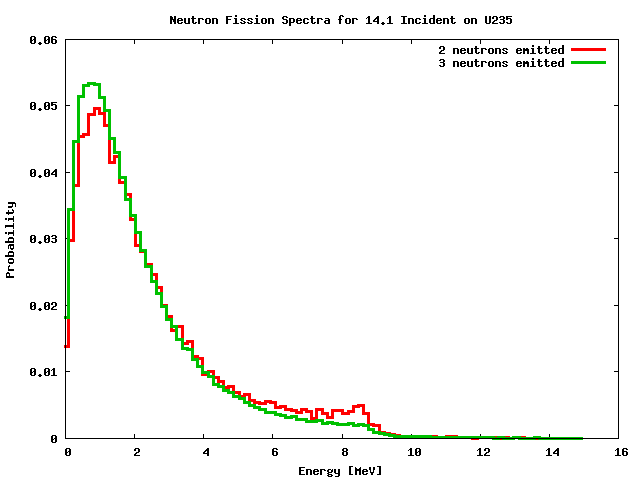 Neutron Fission Spectra for 14.1 Incident on U235
2 neutrons emitted
3 neutrons emitted
0.06
0.05
0.04
0.03
0.02
0.01
0
Probability
0 2 4 6 8 10 12 14 16
Energy [MeV]